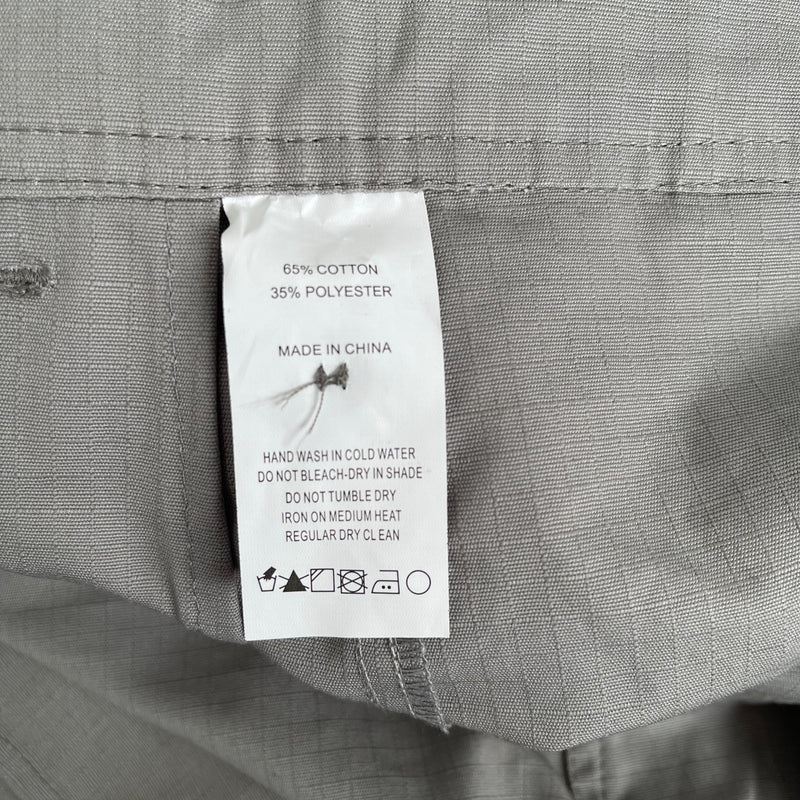 65% COTTON
35% POLYESTER
MADE IN CHINA
HAND WASH IN COLD WATER
DO NOT BLEACH-DRY IN SHADE
DO NOT TUMBLE DRY
IRON ON MEDIUM HEAT
REGULAR DRY CLEAN